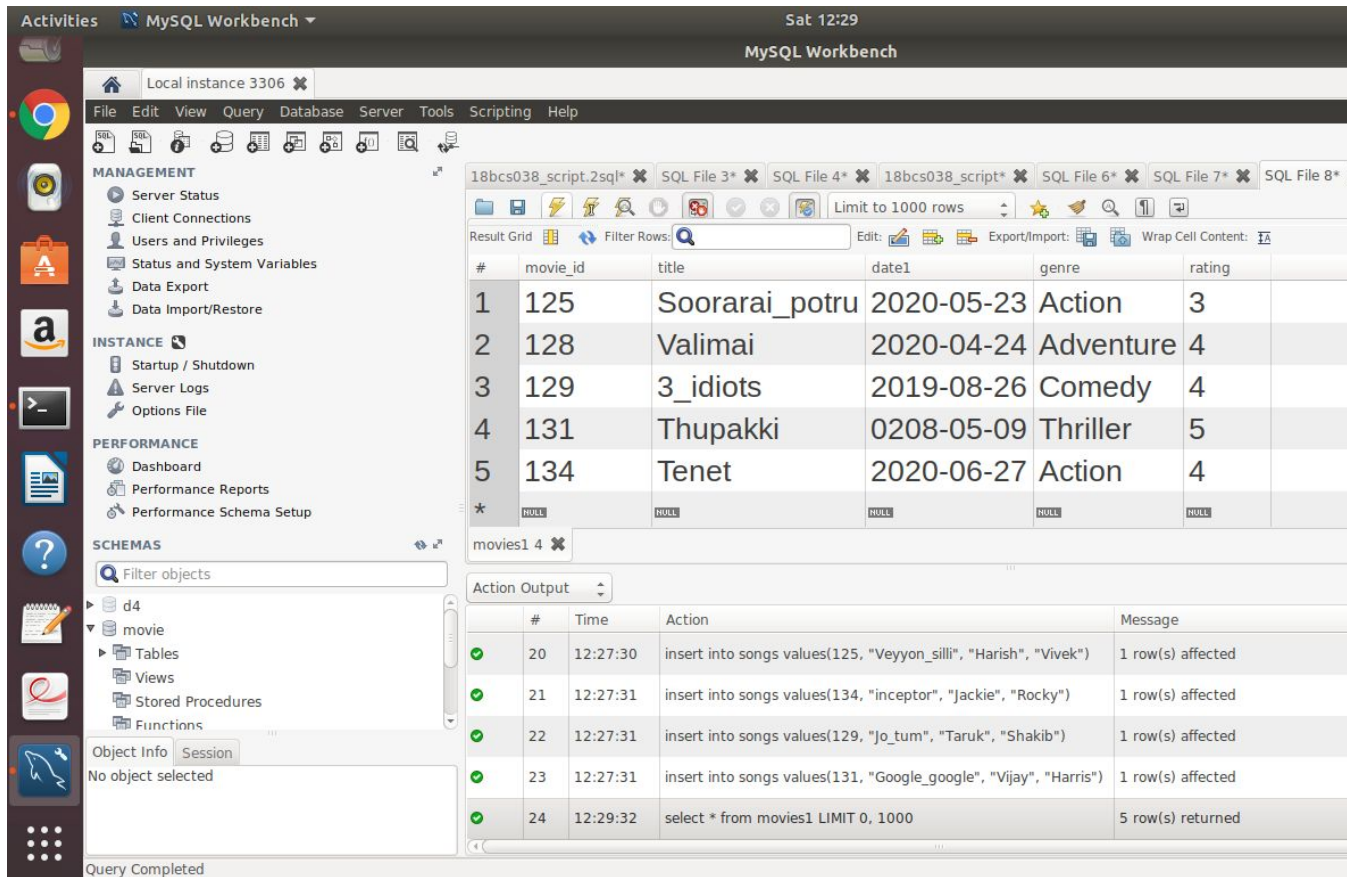 Activities MySQL Workbench Sat 12:29
MySQL Workbench
Local instance 3306
File Edit View Query Database Server Tools Scripting Help
MANAGEMENT
Server Status
Client Connections
Users and Privileges
Status and System Variables
Data Export
Data Import/Restore
INSTANCE
Startup / Shutdown
Server Logs
Options File
PERFORMANCE
Dashboard
Performance Reports
Performance Schema Setup
SCHEMAS
Filter objects
d4
movie
Tables
Views
Stored Procedures
Functions
Object Info Session
No object selected
18bcs038_script.2sql* SQL File 3* SQL File 4* 18bcs038_script* SQL File 6* SQL File 7* SQL File 8*
Limit to 1000 rows
Result Grid Filter Rows: Edit: Export/Import: Wrap Cell Content:
# movie_id title date1 genre rating
1 125 Soorarai_potru 2020-05-23 Action 3
2 128 Valimai 2020-04-24 Adventure 4
3 129 3_idiots 2019-08-26 Comedy 4
4 131 Thupakki 0208-05-09 Thriller 5
5 134 Tenet 2020-06-27 Action 4
* NULL NULL NULL NULL NULL
movies1 4
Action Output
# Time Action Message
20 12:27:30 insert into songs values(125, "Veyyon_silli", "Harish", "Vivek") 1 row(s) affected
21 12:27:31 insert into songs values(134, "inceptor", "Jackie", "Rocky") 1 row(s) affected
22 12:27:31 insert into songs values(129, "Jo_tum", "Taruk", "Shakib") 1 row(s) affected
23 12:27:31 insert into songs values(131, "Google_google", "Vijay", "Harris") 1 row(s) affected
24 12:29:32 select * from movies1 LIMIT 0, 1000 5 row(s) returned
Query Completed